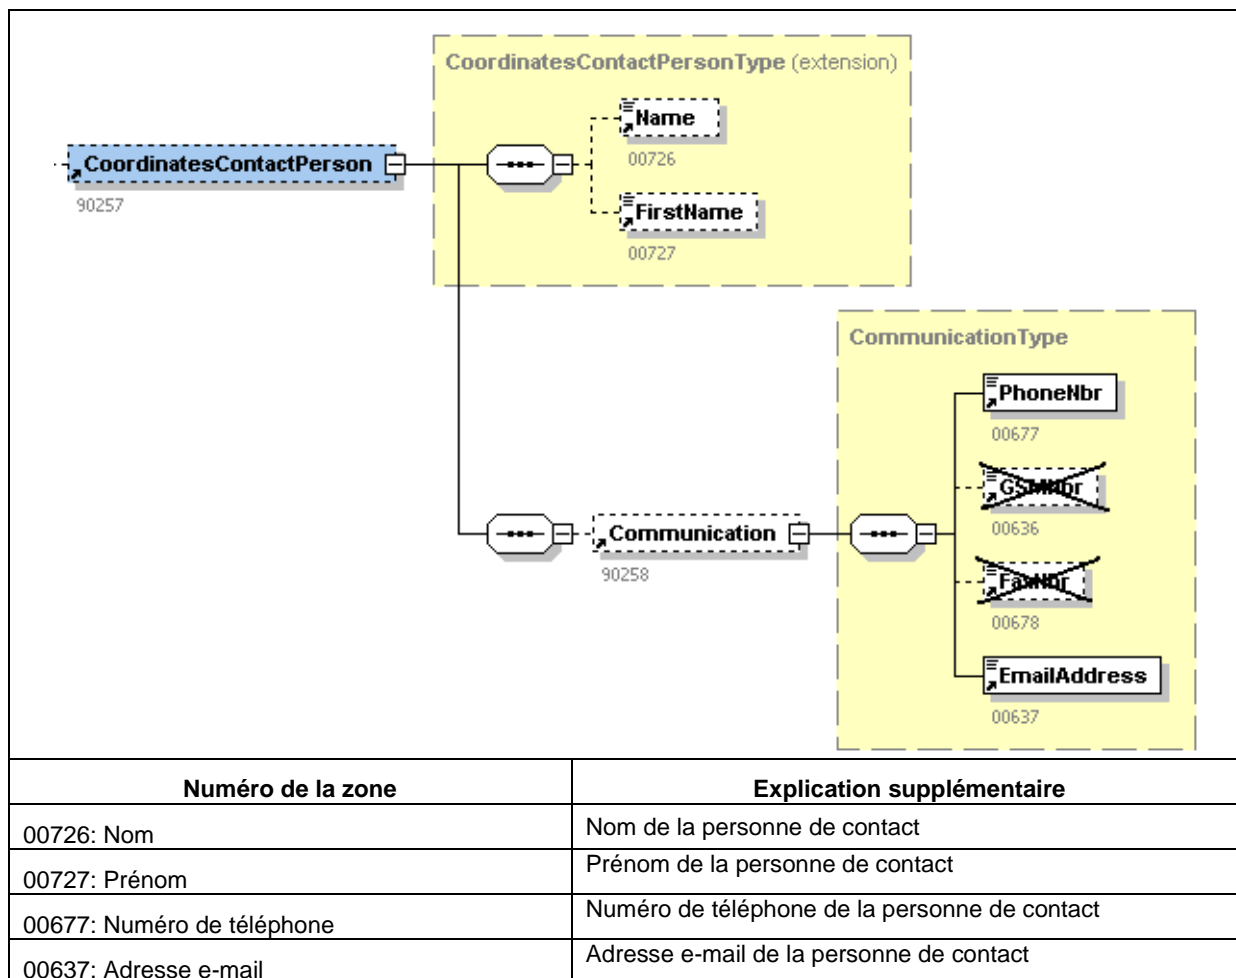 CoordinatesContactPersonType (extension)
Name
00726
CoordinatesContactPerson
90257
FirstName
00727
CommunicationType
PhoneNbr
00677
GSMNbr
00636
Communication
90258
FaxNbr
00678
EmailAddress
00637
Numéro de la zone
Explication supplémentaire
00726: Nom
Nom de la personne de contact
00727: Prénom
Prénom de la personne de contact
00677: Numéro de téléphone
Numéro de téléphone de la personne de contact
00637: Adresse e-mail
Adresse e-mail de la personne de contact